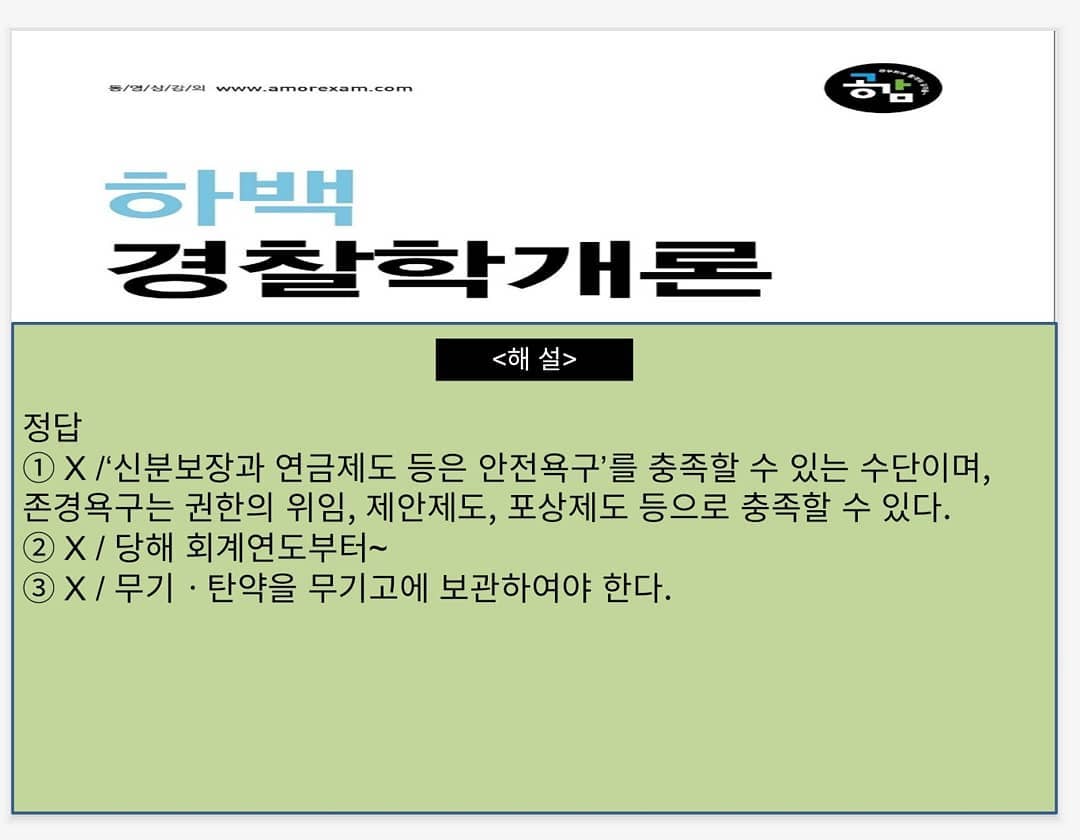 동/영/상/강/의 www.amorexam.com
공감
하백
경찰학개론
<해 설>
정답
① X /‘신분보장과 연금제도 등은 안전욕구’를 충족할 수 있는 수단이며,
존경욕구는 권한의 위임, 제안제도, 포상제도 등으로 충족할 수 있다.
② X / 당해 회계연도부터~
③ X / 무기ㆍ탄약을 무기고에 보관하여야 한다.